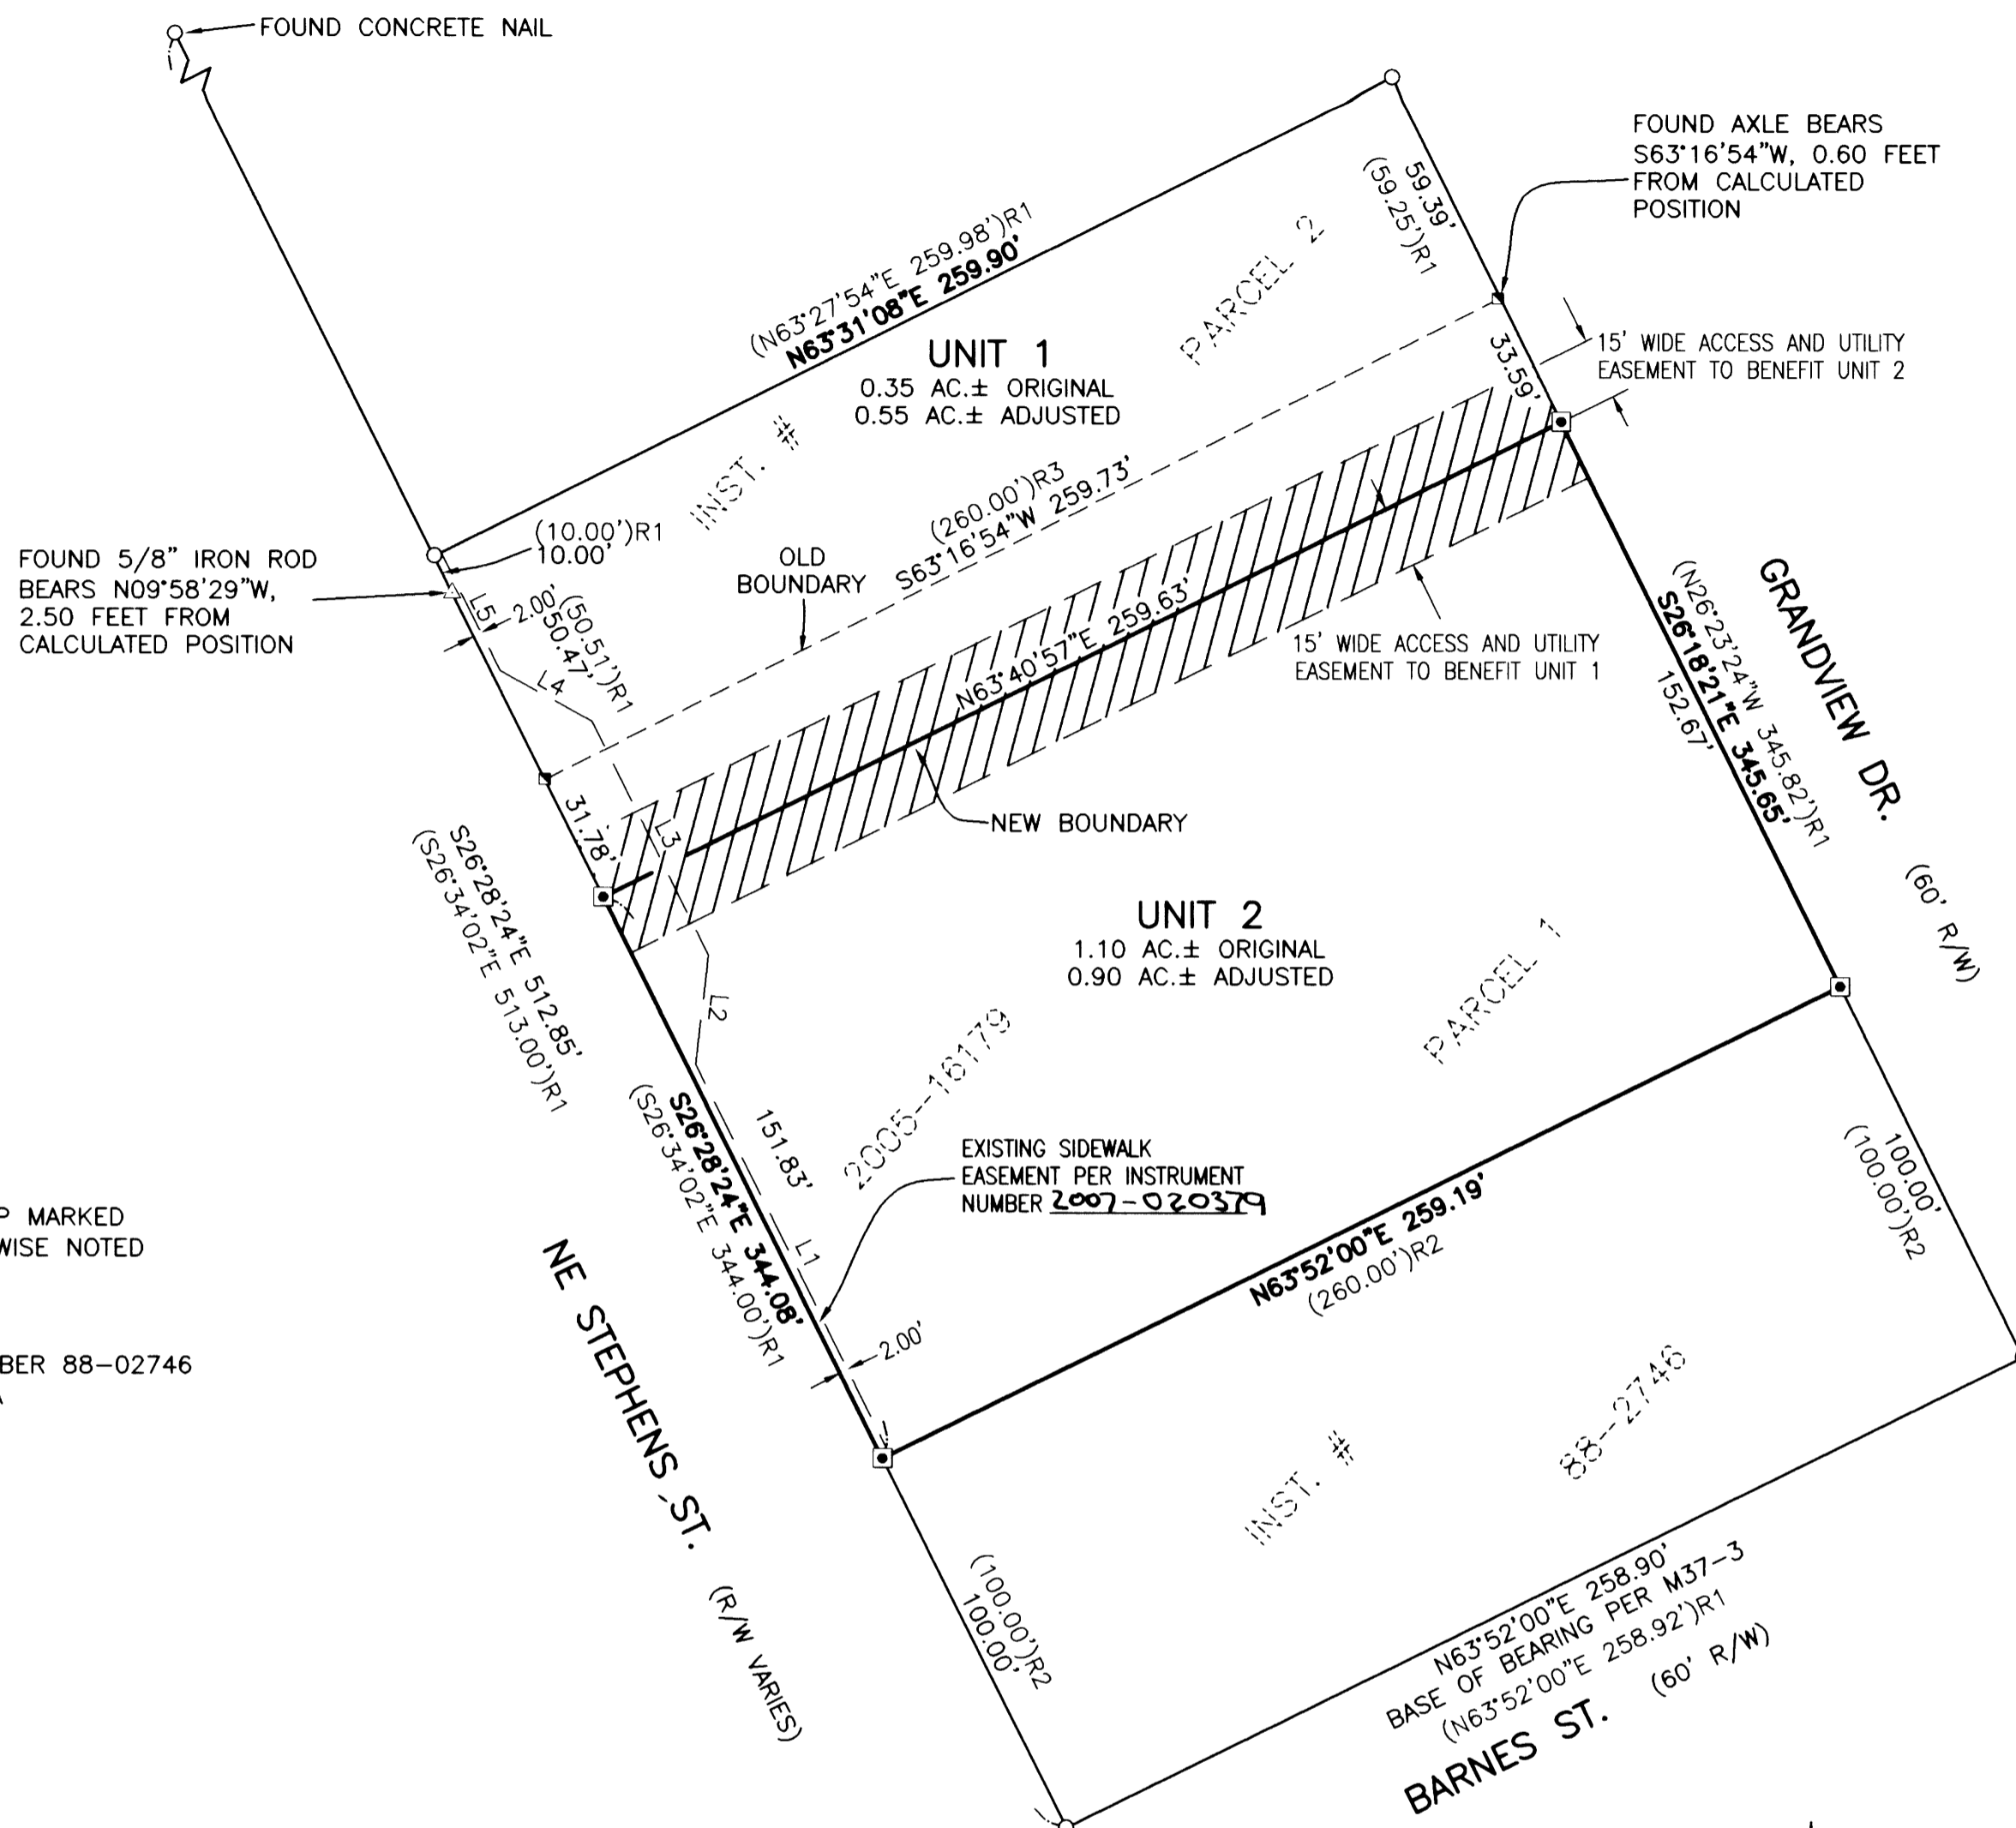 FOUND CONCRETE NAIL
FOUND AXLE BEARS
S63°16'54"W, 0.60 FEET
FROM CALCULATED
POSITION
59.39'
(59.25')R1
(N63°27'54"E 259.98')R1
N63°31'08"E 259.90'
PARCEL 2
UNIT 1
0.35 AC.± ORIGINAL
0.55 AC.± ADJUSTED
33.59'
15' WIDE ACCESS AND UTILITY
EASEMENT TO BENEFIT UNIT 2
INST. #
(10.00')R1
10.00'
FOUND 5/8" IRON ROD
BEARS N09°58'29"W,
2.50 FEET FROM
CALCULATED POSITION
L5
2.00'
(50.51')R1
50.47'
L4
OLD
BOUNDARY
(260.00')R3
S63°16'54"W 259.73'
N63°40'57"E 259.63'
15' WIDE ACCESS AND UTILITY
EASEMENT TO BENEFIT UNIT 1
GRANDVIEW DR.
(60' R/W)
(N26°23'24"W 345.82')R1
S26°18'21"E 345.65'
152.67'
31.78'
L3
NEW BOUNDARY
S26°28'24"E 512.85'
(S26°34'02"E 513.00')R1
UNIT 2
1.10 AC.± ORIGINAL
0.90 AC.± ADJUSTED
PARCEL 1
L2
2005-16179
151.83'
S26°28'24"E 344.08'
(S26°34'02"E 344.00')R1
L1
EXISTING SIDEWALK
EASEMENT PER INSTRUMENT
NUMBER 2007-020379
P MARKED
WISE NOTED
BER 88-02746
NE STEPHENS ST.
(R/W VARIES)
2.00'
N63°52'00"E 259.19'
(260.00')R2
100.00'
(100.00')R2
INST. #
88-2746
(100.00')R2
100.00'
N63°52'00"E 258.90'
BASE OF BEARING PER M37-3
(N63°52'00"E 258.92')R1
BARNES ST.
(60' R/W)